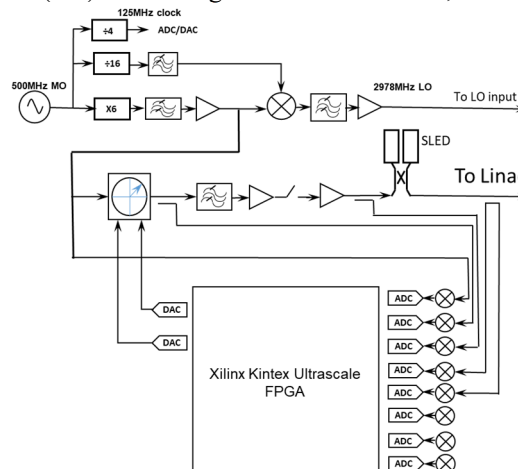 125MHz clock
÷4
ADC/DAC
÷16
500MHz MO
X6
2978MHz LO
To LO input
SLED
To Lina
DAC
DAC
Xilinx Kintex Ultrascale
FPGA
ADC
ADC
ADC
ADC
ADC
ADC
ADC
ADC